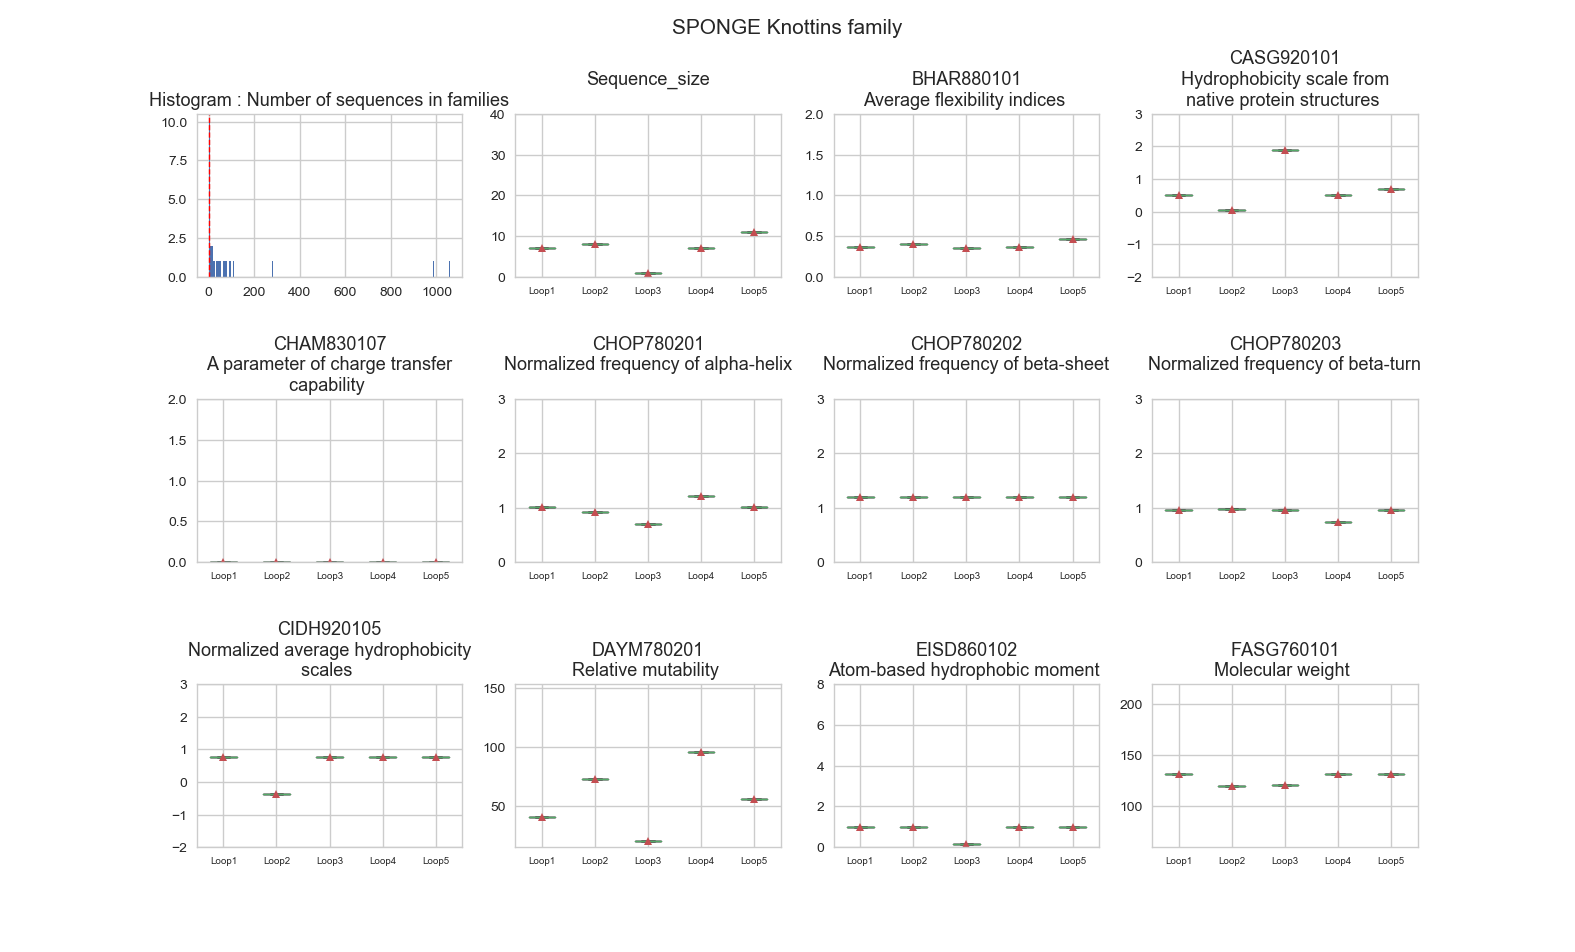 SPONGE Knottins family
Histogram : Number of sequences in families
10.0
7.5
5.0
2.5
0.0
0 200 400 600 800 1000
Sequence_size
40
30
20
10
0
Loop1 Loop2 Loop3 Loop4 Loop5
BHAR880101
Average flexibility indices
2.0
1.5
1.0
0.5
0.0
Loop1 Loop2 Loop3 Loop4 Loop5
CASG920101
Hydrophobicity scale from
native protein structures
3
2
1
0
−1
−2
Loop1 Loop2 Loop3 Loop4 Loop5
CHAM830107
A parameter of charge transfer
capability
2.0
1.5
1.0
0.5
0.0
Loop1 Loop2 Loop3 Loop4 Loop5
CHOP780201
Normalized frequency of alpha-helix
3
2
1
0
Loop1 Loop2 Loop3 Loop4 Loop5
CHOP780202
Normalized frequency of beta-sheet
3
2
1
0
Loop1 Loop2 Loop3 Loop4 Loop5
CHOP780203
Normalized frequency of beta-turn
3
2
1
0
Loop1 Loop2 Loop3 Loop4 Loop5
CIDH920105
Normalized average hydrophobicity
scales
3
2
1
0
−1
−2
Loop1 Loop2 Loop3 Loop4 Loop5
DAYM780201
Relative mutability
150
100
50
Loop1 Loop2 Loop3 Loop4 Loop5
EISD860102
Atom-based hydrophobic moment
8
6
4
2
0
Loop1 Loop2 Loop3 Loop4 Loop5
FASG760101
Molecular weight
200
150
100
Loop1 Loop2 Loop3 Loop4 Loop5